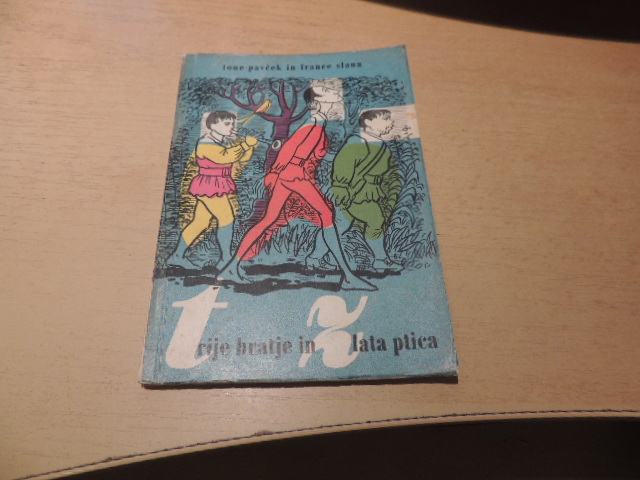 tone pavček in france slana
trije bratje in zlata ptica